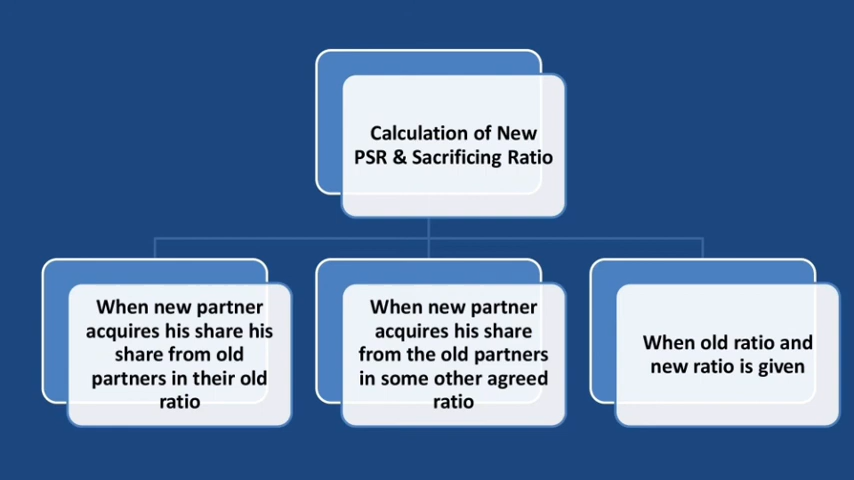 Calculation of New
PSR & Sacrificing Ratio
When new partner
acquires his share his
share from old
partners in their old
ratio
When new partner
acquires his share
from the old partners
in some other agreed
ratio
When old ratio and
new ratio is given